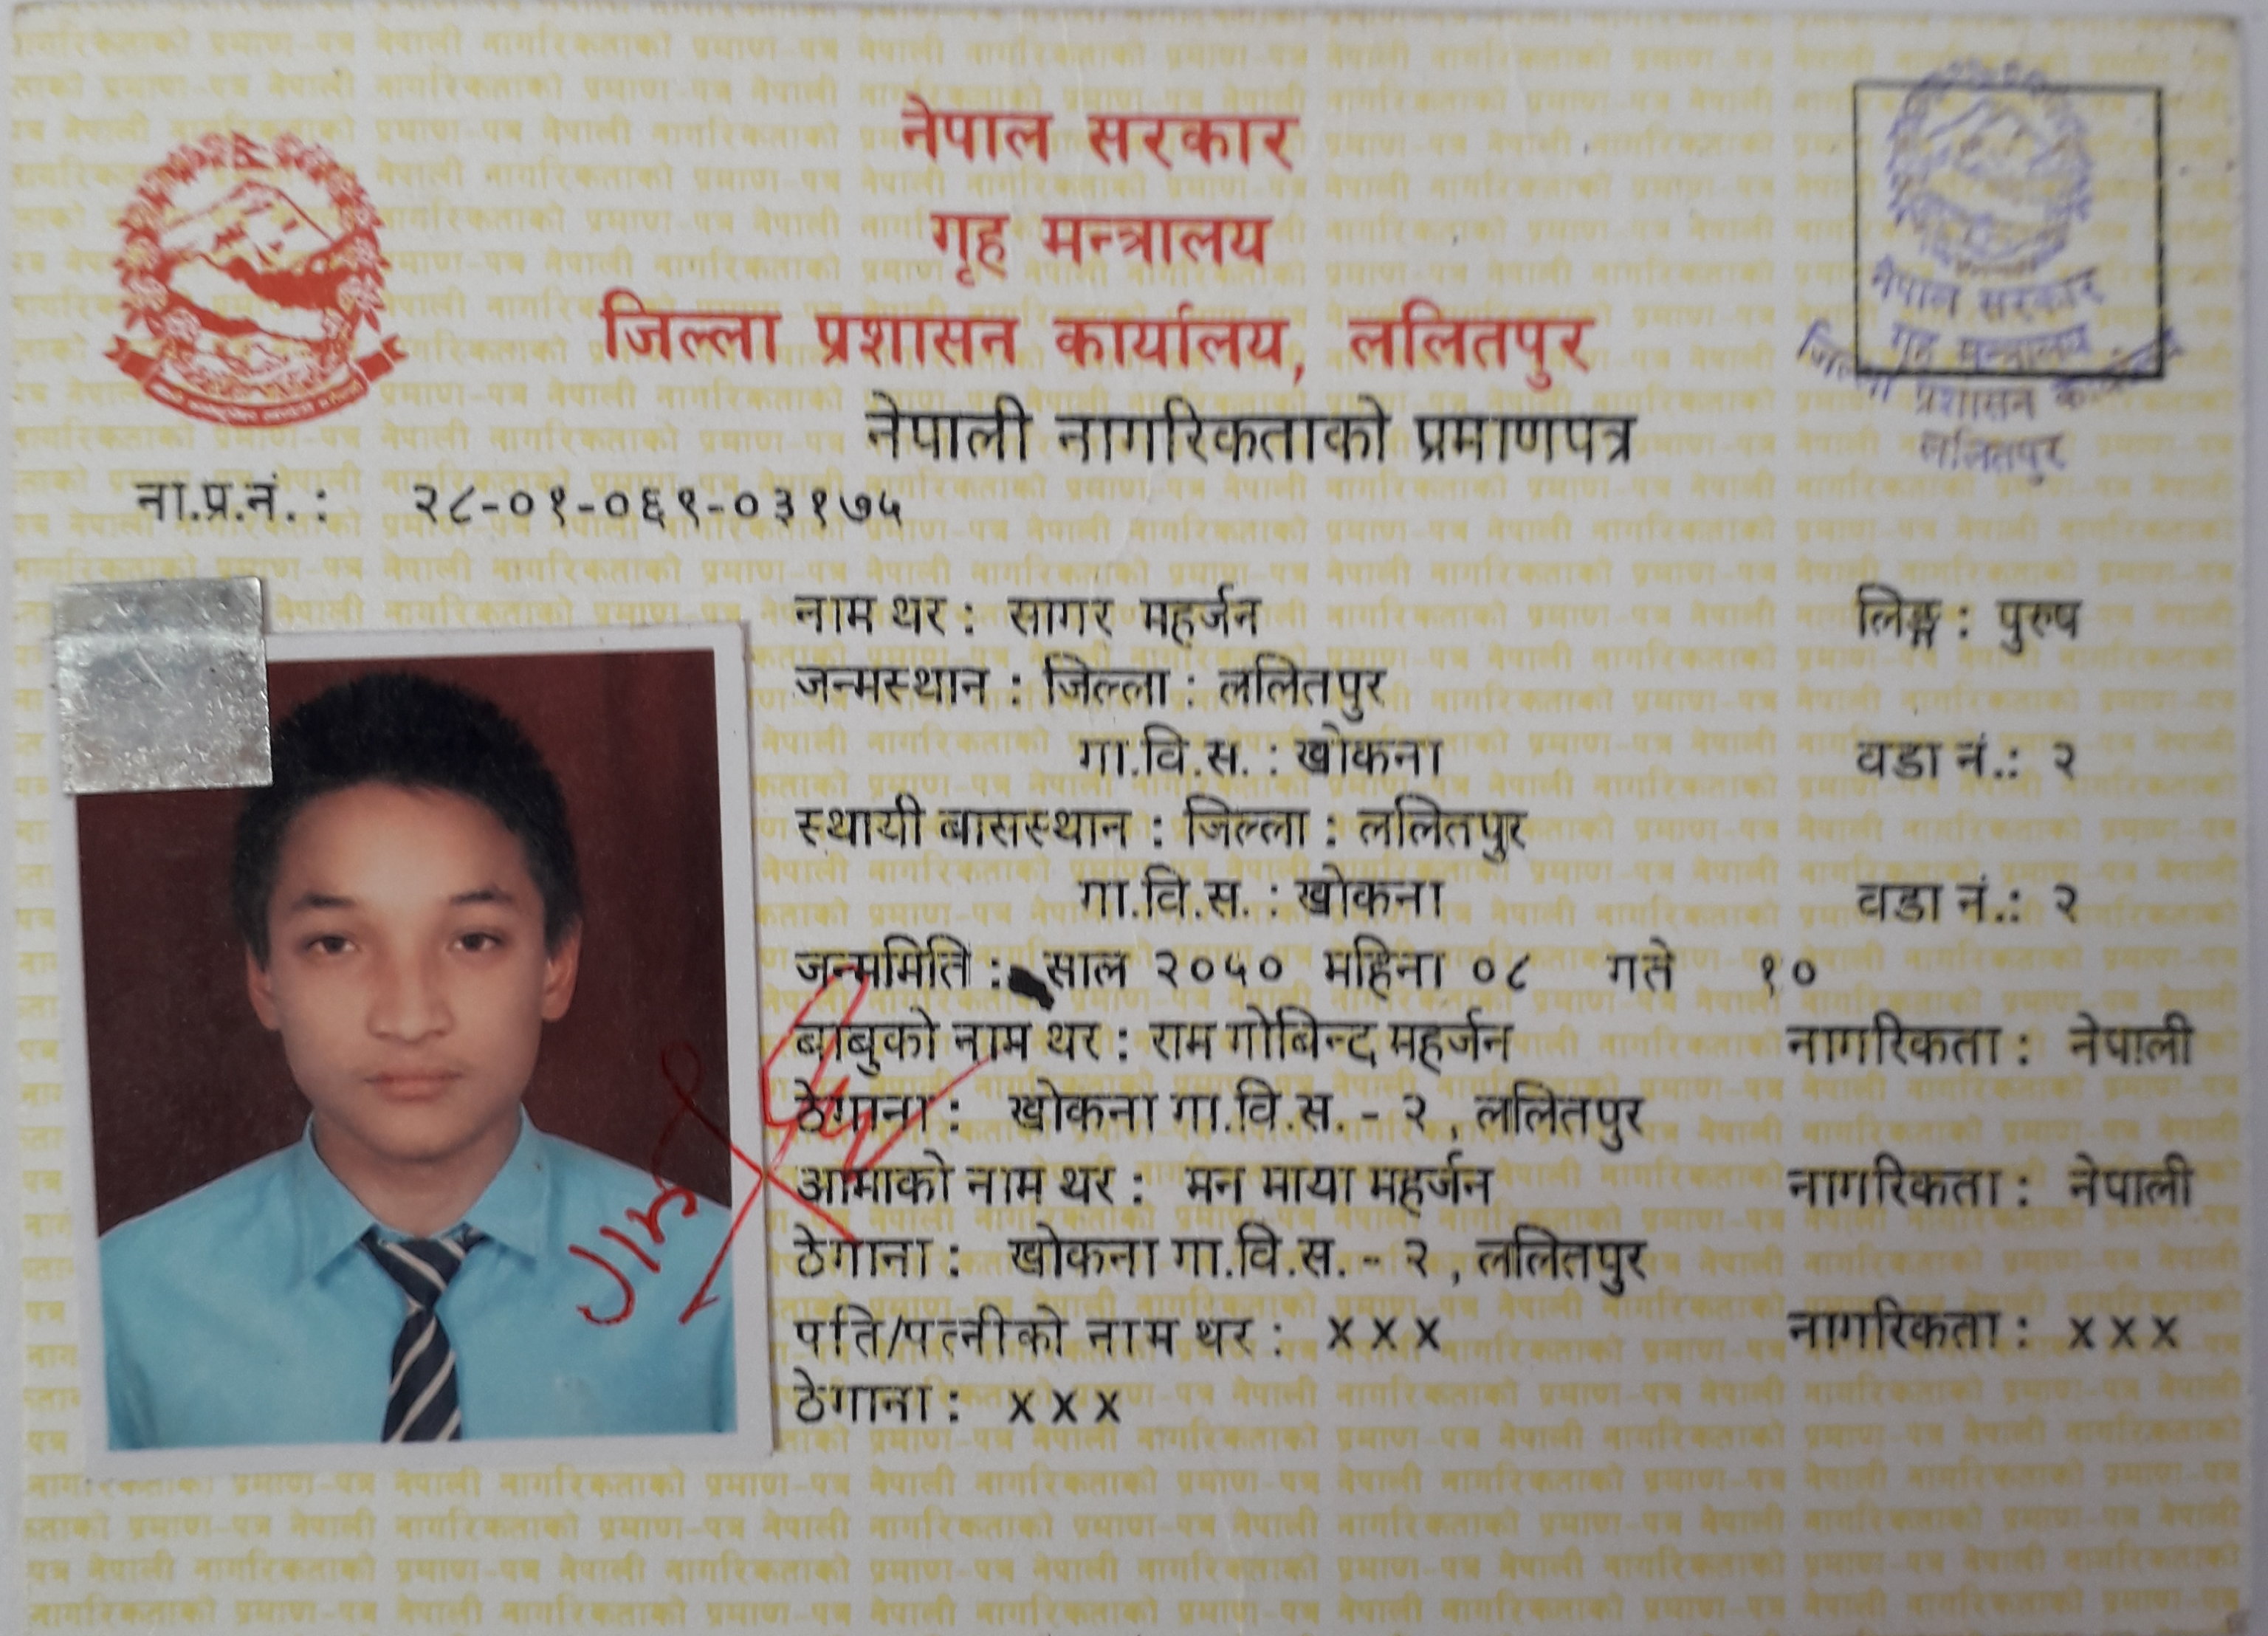 नेपाल सरकार
गृह मन्त्रालय
जिल्ला प्रशासन कार्यालय, ललितपुर
नेपाली नागरिकताको प्रमाणपत्र
नेपाल सरकार
गृह मन्त्रालय
जिल्ला प्रशासन कार्यालय
ललितपुर
ना.प्र.नं. : २८-०१-०६९-०३१७५
नाम थर : सागर महर्जन लिङ्ग : पुरुष
जन्मस्थान : जिल्ला : ललितपुर
गा.वि.स. : खोकना वडा नं.: २
स्थायी बासस्थान : जिल्ला : ललितपुर
गा.वि.स. : खोकना वडा नं.: २
जन्ममिति : साल २०५० महिना ०८ गते १०
बाबुको नाम थर : राम गोबिन्द महर्जन नागरिकता : नेपाली
ठेगाना : खोकना गा.वि.स. - २ , ललितपुर
आमाको नाम थर : मन माया महर्जन नागरिकता : नेपाली
ठेगाना : खोकना गा.वि.स. - २ , ललितपुर
पति/पत्नीको नाम थर : x x x नागरिकता : x x x
ठेगाना : x x x